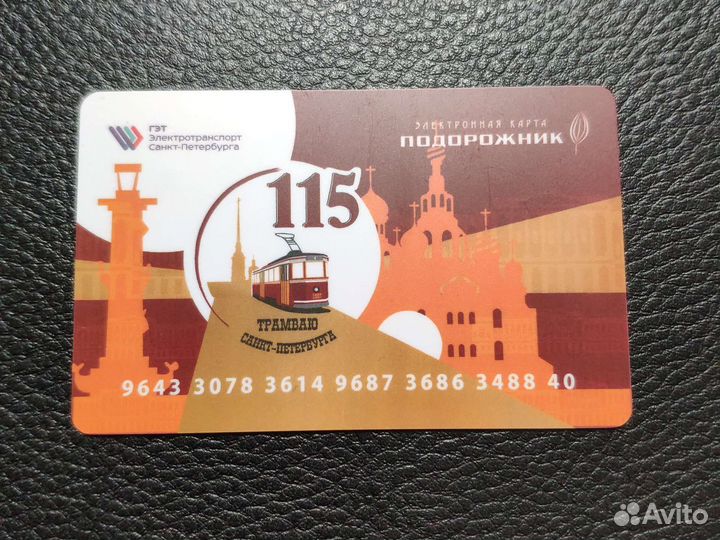 ГЭТ
Электротранспорт
Санкт-Петербурга
ЭЛЕКТРОННАЯ КАРТА
ПОДОРОЖНИК
115
ТРАМВАЮ
САНКТ-ПЕТЕРБУРГА
9643 3078 3614 9687 3686 3488 40
Avito